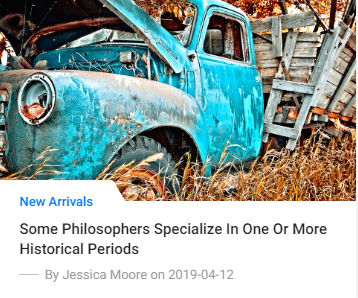 New Arrivals
Some Philosophers Specialize In One Or More
Historical Periods
By Jessica Moore on 2019-04-12